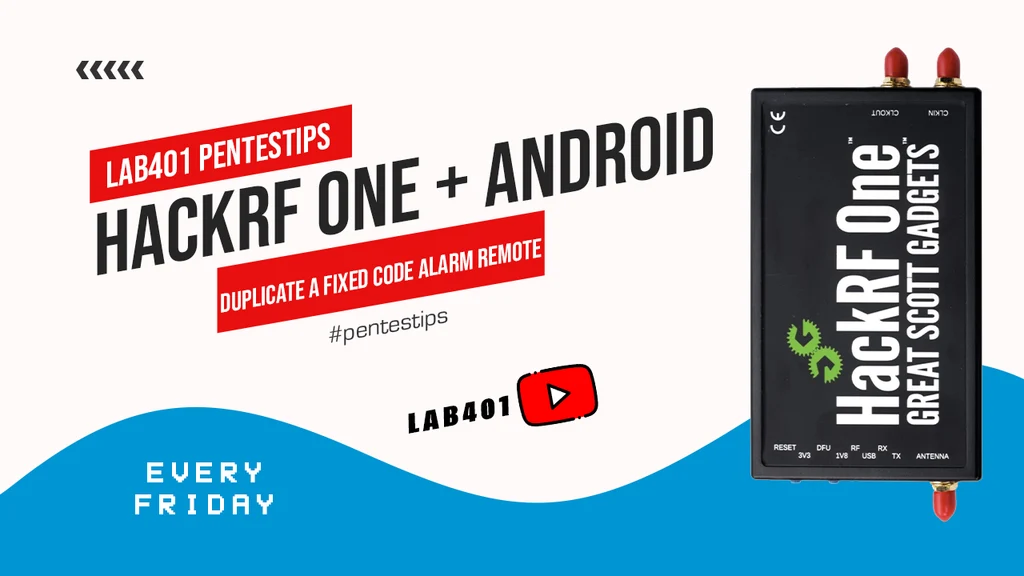 LAB401 PENTESTIPS
HACKRF ONE + ANDROID
DUPLICATE A FIXED CODE ALARM REMOTE
#pentestips
LAB401
EVERY
FRIDAY
CLKOUT
CLKIN
CE
HackRF One™
GREAT SCOTT GADGETS™
RESET DFU RF RX
3V3 1V8 USB TX ANTENNA